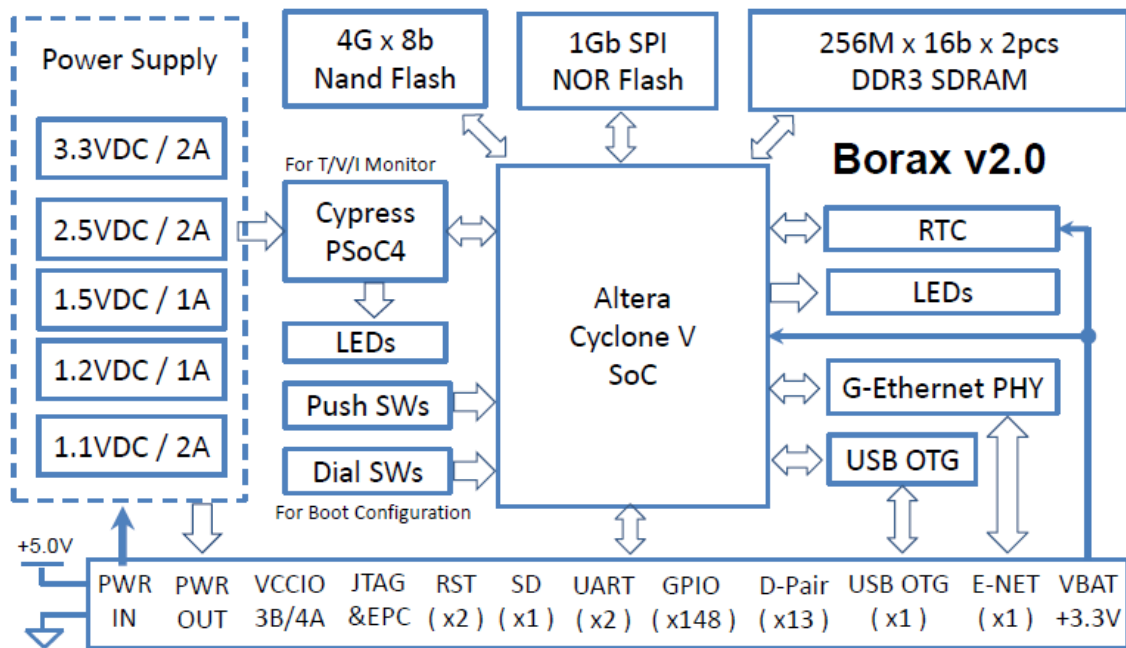 Power Supply
3.3VDC / 2A
2.5VDC / 2A
1.5VDC / 1A
1.2VDC / 1A
1.1VDC / 2A
4G x 8b
Nand Flash
1Gb SPI
NOR Flash
256M x 16b x 2pcs
DDR3 SDRAM
Borax v2.0
For T/V/I Monitor
Cypress
PSoC4
LEDs
Push SWs
Dial SWs
For Boot Configuration
Altera
Cyclone V
SoC
RTC
LEDs
G-Ethernet PHY
USB OTG
+5.0V
PWR
IN
PWR
OUT
VCCIO
3B/4A
JTAG
&EPC
RST
( x2 )
SD
( x1 )
UART
( x2 )
GPIO
( x148 )
D-Pair
( x13 )
USB OTG
( x1 )
E-NET
( x1 )
VBAT
+3.3V